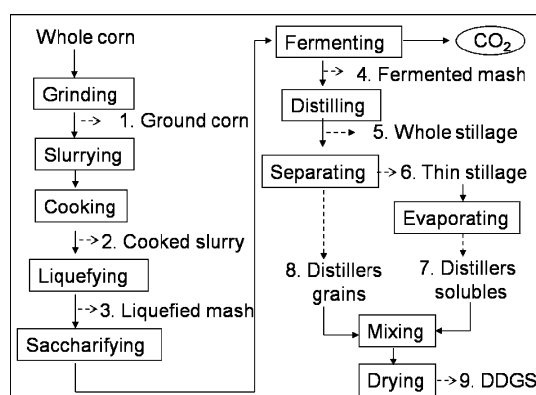 Whole corn
Grinding
1. Ground corn
Slurrying
Cooking
2. Cooked slurry
Liquefying
3. Liquefied mash
Saccharifying
Fermenting
CO2
4. Fermented mash
Distilling
5. Whole stillage
Separating
6. Thin stillage
Evaporating
8. Distillers
grains
7. Distillers
solubles
Mixing
Drying
9. DDGS